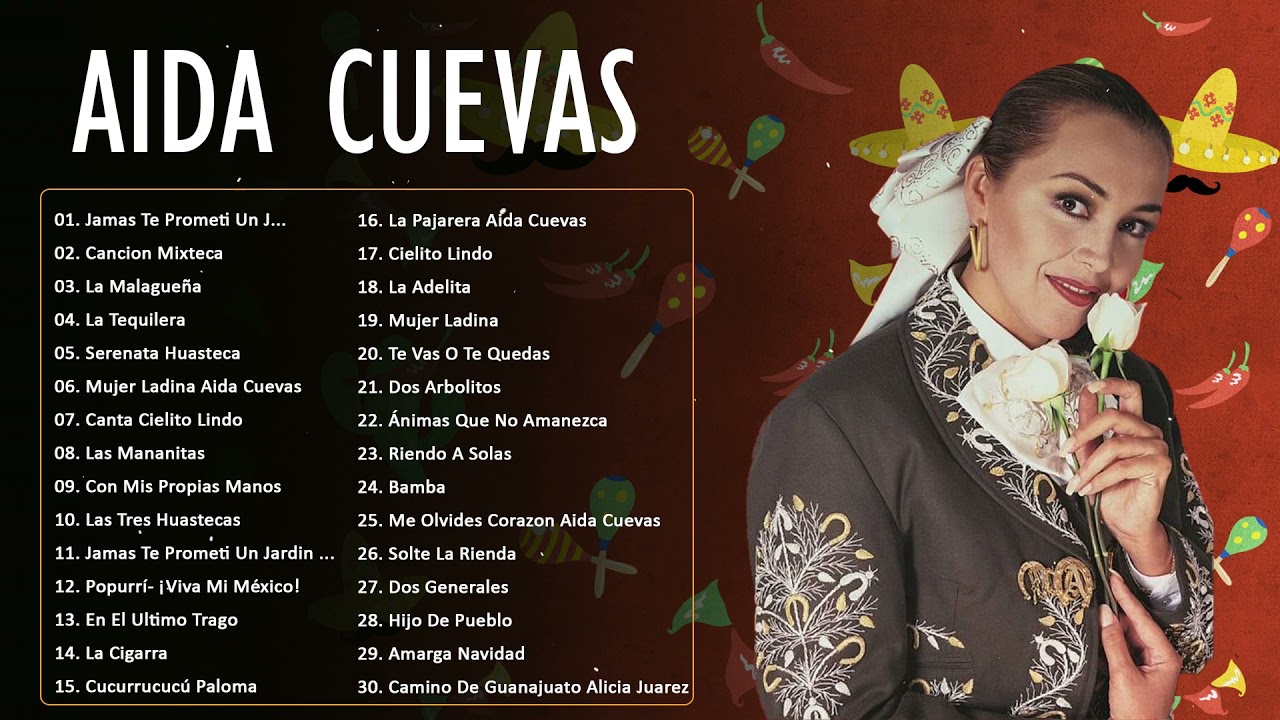 AIDA CUEVAS
01. Jamas Te Prometi Un J...
02. Cancion Mixteca
03. La Malagueña
04. La Tequilera
05. Serenata Huasteca
06. Mujer Ladina Aida Cuevas
07. Canta Cielito Lindo
08. Las Mananitas
09. Con Mis Propias Manos
10. Las Tres Huastecas
11. Jamas Te Prometi Un Jardin ...
12. Popurrí- ¡Viva Mi México!
13. En El Ultimo Trago
14. La Cigarra
15. Cucurrucucú Paloma
16. La Pajarera Aida Cuevas
17. Cielito Lindo
18. La Adelita
19. Mujer Ladina
20. Te Vas O Te Quedas
21. Dos Arbolitos
22. Ánimas Que No Amanezca
23. Riendo A Solas
24. Bamba
25. Me Olvides Corazon Aida Cuevas
26. Solte La Rienda
27. Dos Generales
28. Hijo De Pueblo
29. Amarga Navidad
30. Camino De Guanajuato Alicia Juarez